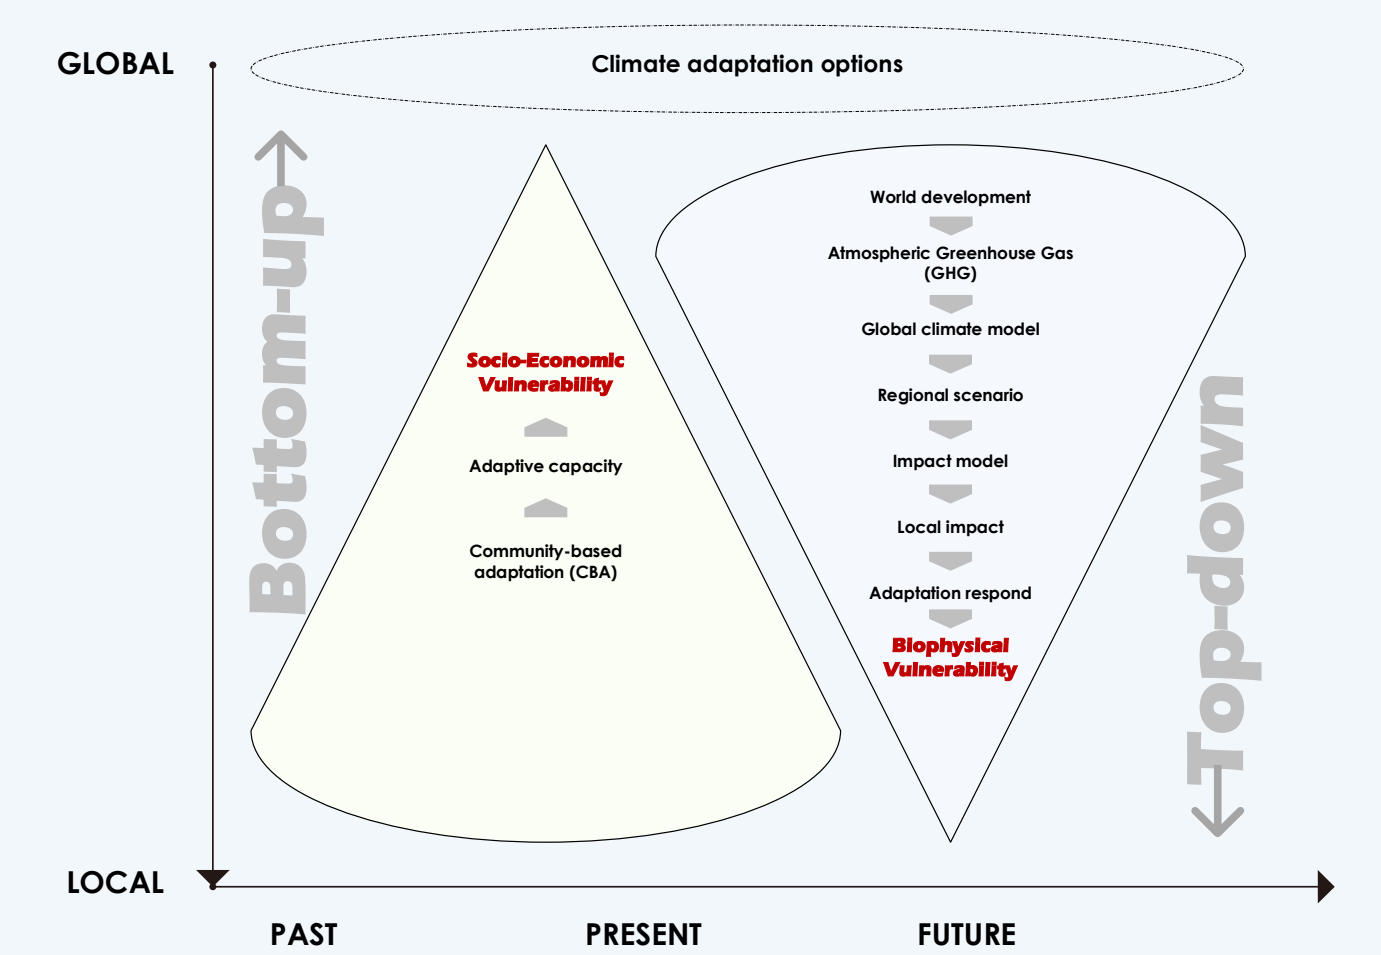 GLOBAL
Climate adaptation options
Bottom-up
World development
Atmospheric Greenhouse Gas
(GHG)
Global climate model
Regional scenario
Impact model
Local impact
Adaptation respond
Biophysical
Vulnerability
Socio-Economic
Vulnerability
Adaptive capacity
Community-based
adaptation (CBA)
Top-down
LOCAL
PAST
PRESENT
FUTURE